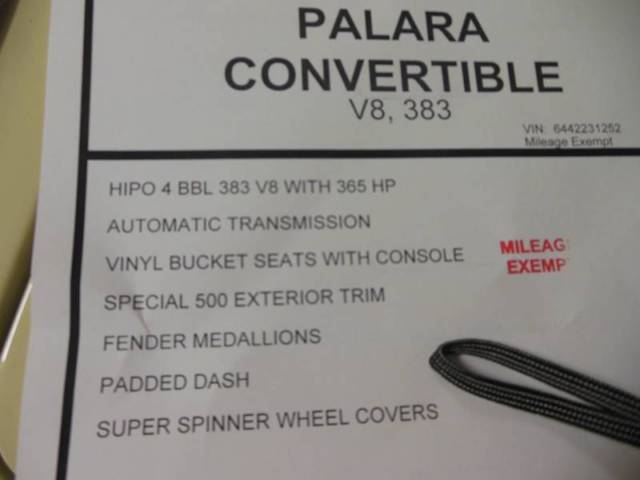 PALARA
CONVERTIBLE
V8, 383
VIN: 6442231252
Mileage Exempt
HIPO 4 BBL 383 V8 WITH 365 HP
AUTOMATIC TRANSMISSION
VINYL BUCKET SEATS WITH CONSOLE
MILEAG
EXEMP
SPECIAL 500 EXTERIOR TRIM
FENDER MEDALLIONS
PADDED DASH
SUPER SPINNER WHEEL COVERS